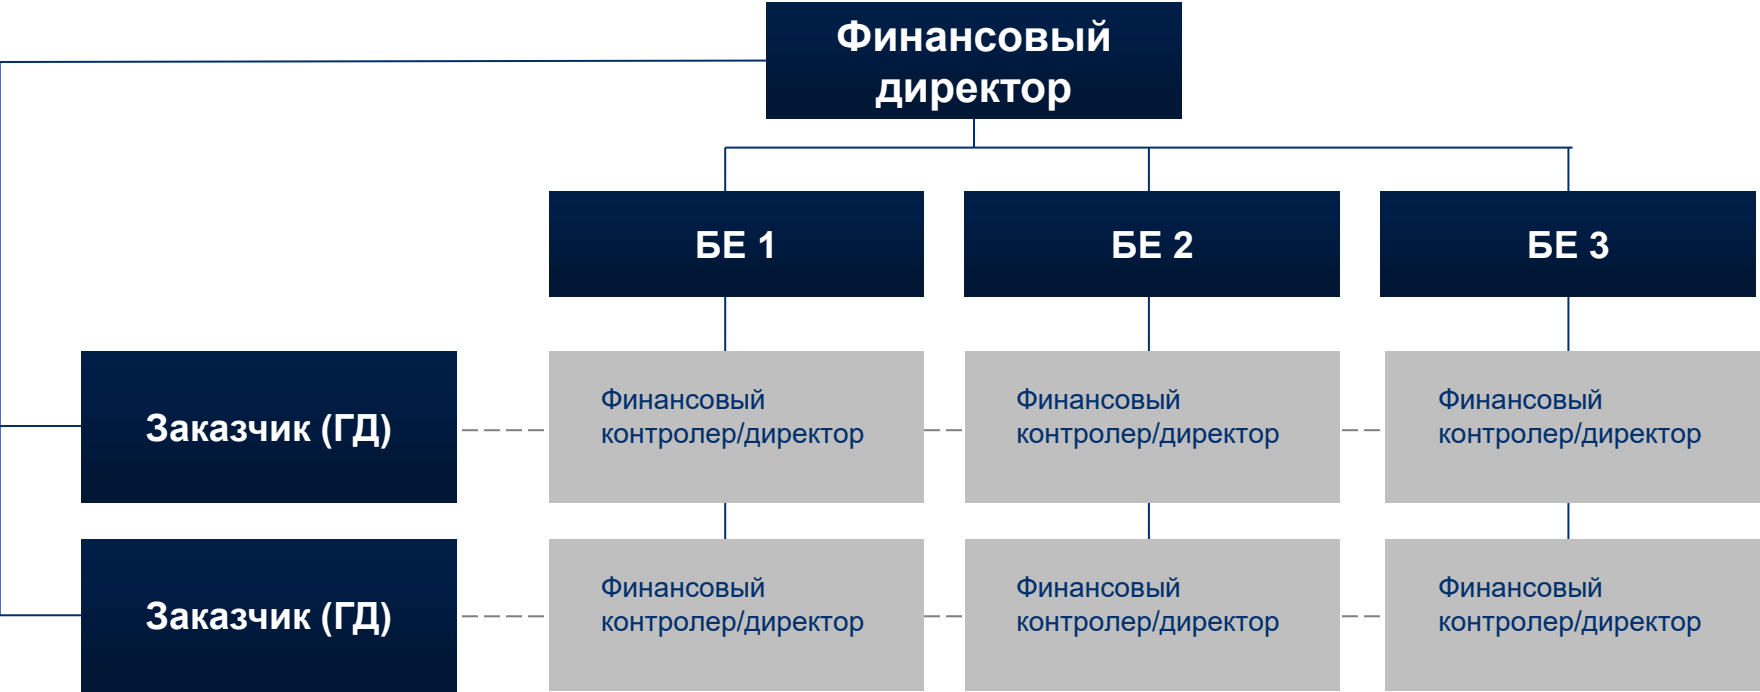 Финансовый
директор
БЕ 1
БЕ 2
БЕ 3
Заказчик (ГД)
Финансовый
контролер/директор
Финансовый
контролер/директор
Финансовый
контролер/директор
Заказчик (ГД)
Финансовый
контролер/директор
Финансовый
контролер/директор
Финансовый
контролер/директор